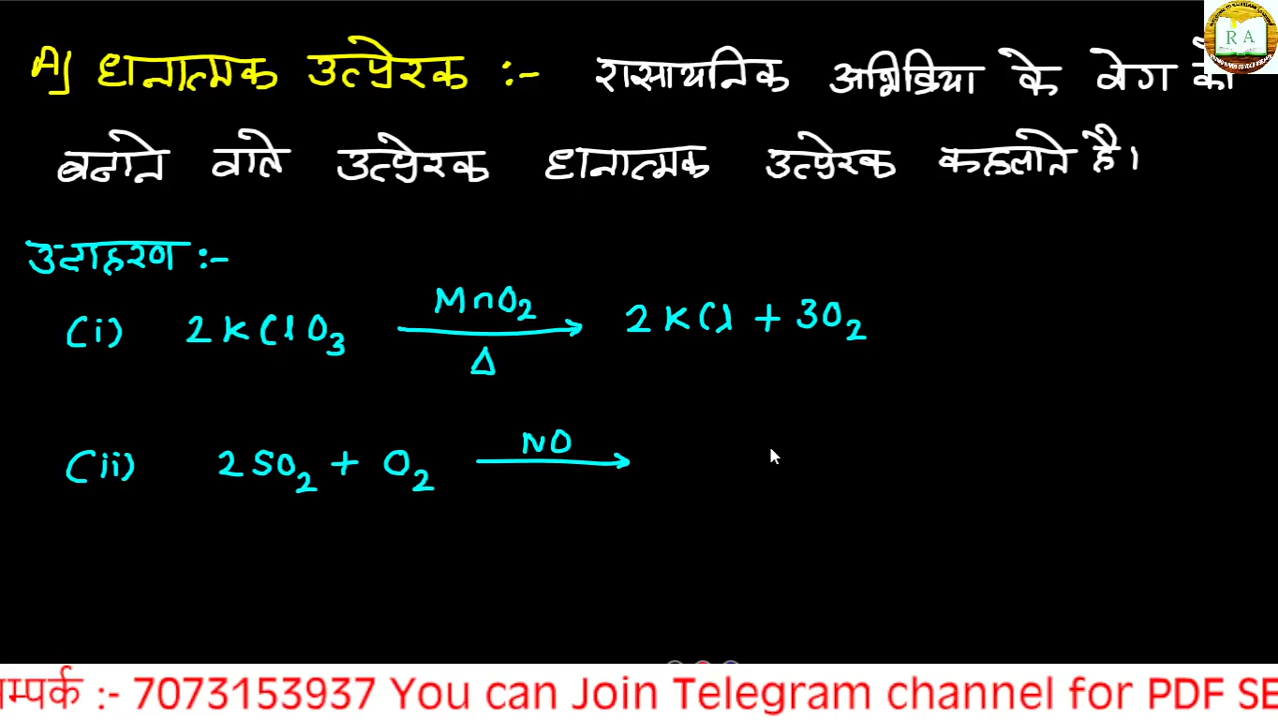 A] धनात्मक उत्प्रेरक :- रासायनिक अभिक्रिया के वेग को
बढाने वाले उत्प्रेरक धनात्मक उत्प्रेरक कहलाते है।
उदाहरण :-
(i) 2KClO3 MnO2 → Δ 2KCl + 3O2
(ii) 2SO2 + O2 NO →
R A
म्पर्क :- 7073153937 You can Join Telegram channel for PDF SE